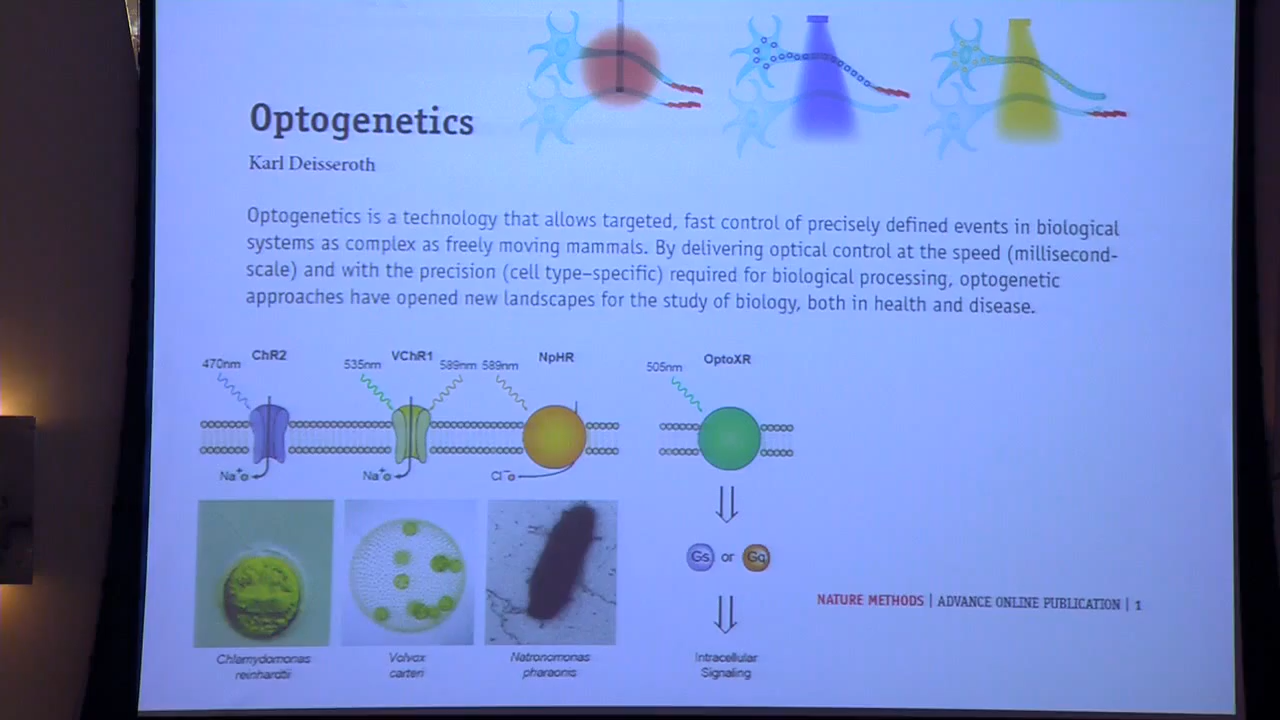 Optogenetics
Karl Deisseroth
Optogenetics is a technology that allows targeted, fast control of precisely defined events in biological
systems as complex as freely moving mammals. By delivering optical control at the speed (millisecond-
scale) and with the precision (cell type–specific) required for biological processing, optogenetic
approaches have opened new landscapes for the study of biology, both in health and disease.
470nm ChR2 535nm VChR1 589nm 589nm NpHR 505nm OptoXR
Na+ Na+ Cl-
Gs or Gq
NATURE METHODS | ADVANCE ONLINE PUBLICATION | 1
Chlamydomonas Volvox Natronomonas Intracellular
reinhardtii carteri pharaonis Signaling